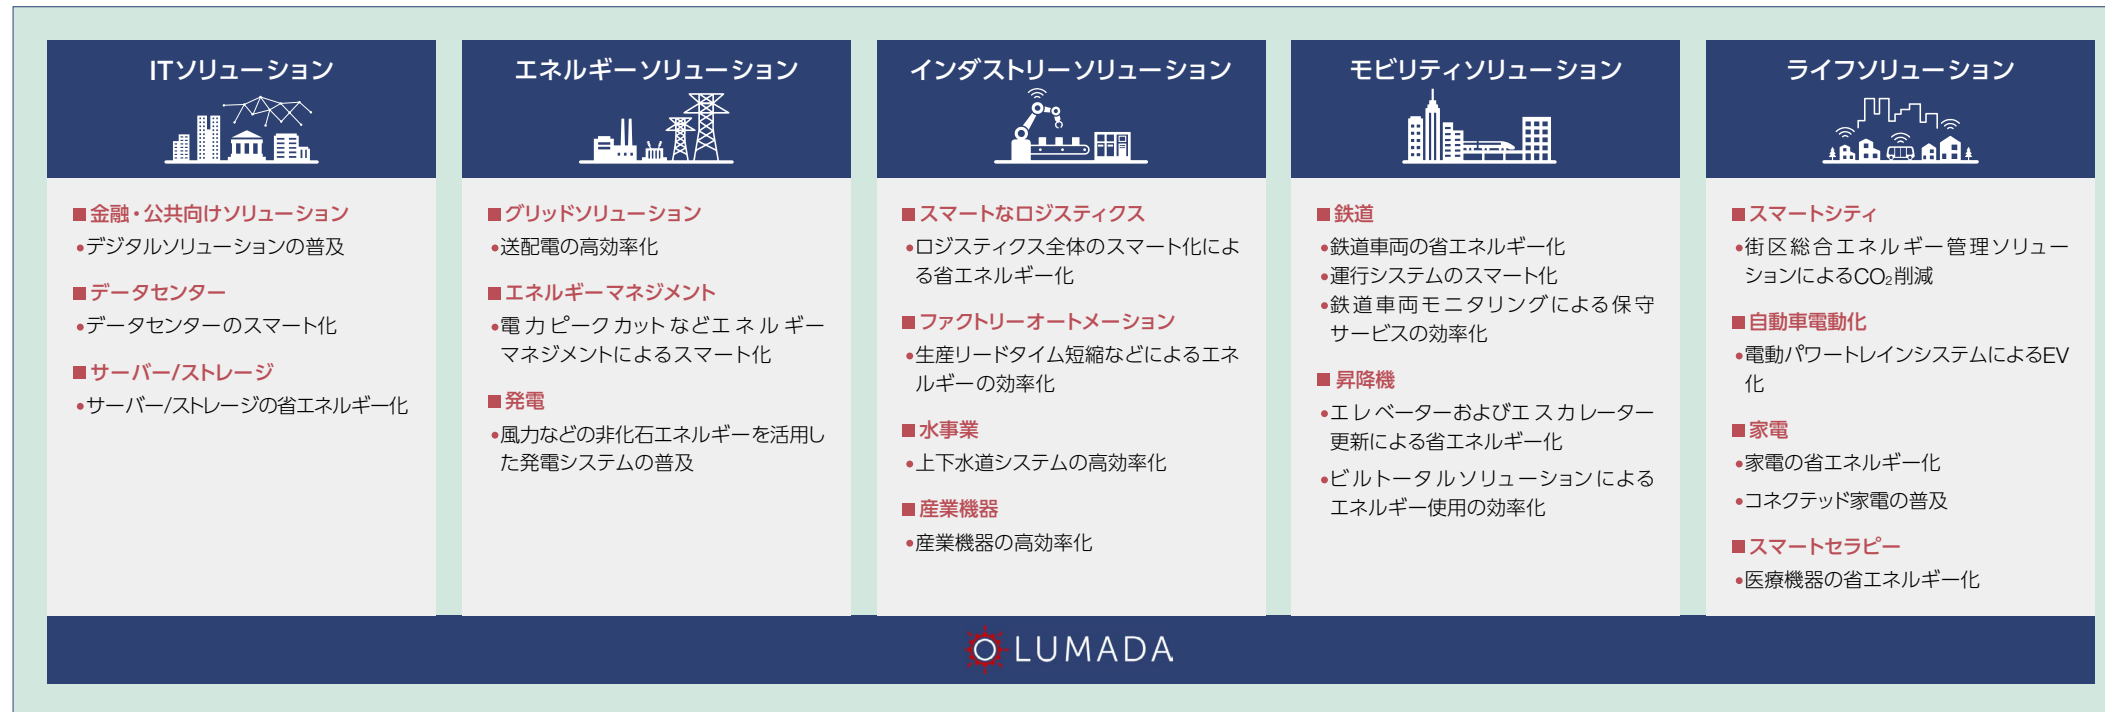 ITソリューション
■金融・公共向けソリューション
•デジタルソリューションの普及
■データセンター
•データセンターのスマート化
■サーバー/ストレージ
•サーバー/ストレージの省エネルギー化
エネルギーソリューション
■グリッドソリューション
•送配電の高効率化
■エネルギーマネジメント
•電力ピークカットなどエネルギー
マネジメントによるスマート化
■発電
•風力などの非化石エネルギーを活用し
た発電システムの普及
インダストリーソリューション
■スマートなロジスティクス
•ロジスティクス全体のスマート化によ
る省エネルギー化
■ファクトリーオートメーション
•生産リードタイム短縮などによるエネ
ルギーの効率化
■水事業
•上下水道システムの高効率化
■産業機器
•産業機器の高効率化
モビリティソリューション
■鉄道
•鉄道車両の省エネルギー化
•運行システムのスマート化
•鉄道車両モニタリングによる保守
サービスの効率化
■昇降機
•エレベーターおよびエスカレーター
更新による省エネルギー化
•ビルトータルソリューションによる
エネルギー使用の効率化
ライフソリューション
■スマートシティ
•街区総合エネルギー管理ソリュー
ションによるCO₂削減
■自動車電動化
•電動パワートレインシステムによるEV
化
■家電
•家電の省エネルギー化
•コネクテッド家電の普及
■スマートセラピー
•医療機器の省エネルギー化
LUMADA